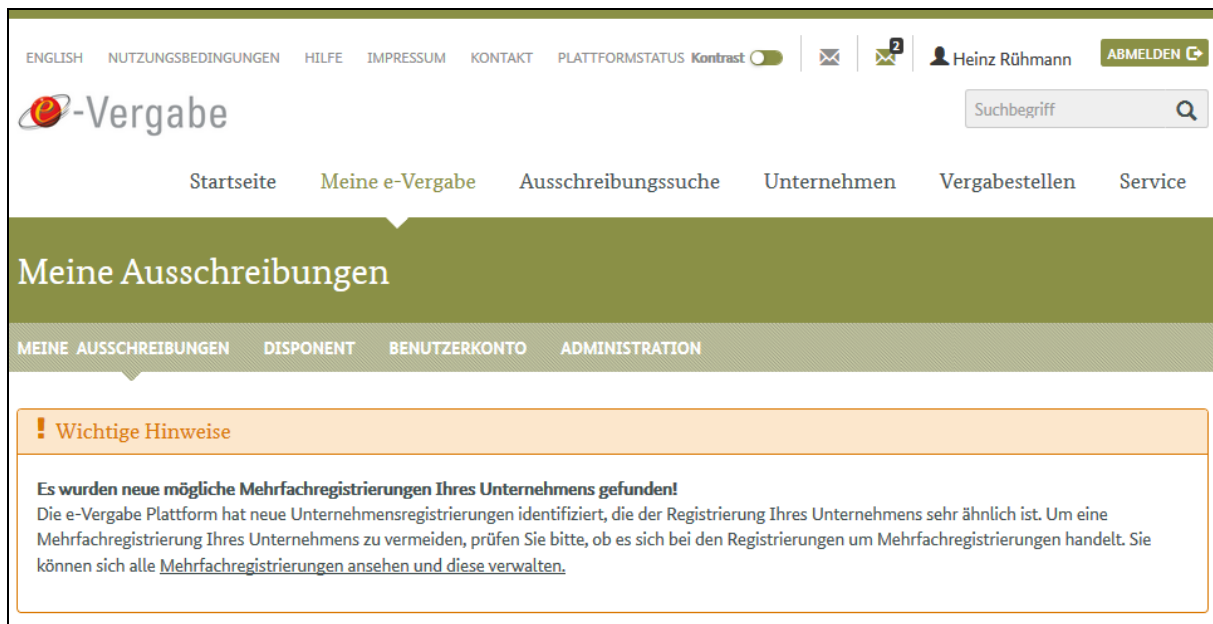 ENGLISH NUTZUNGSBEDINGUNGEN HILFE IMPRESSUM KONTAKT PLATTFORMSTATUS Kontrast 2 Heinz Rühmann ABMELDEN
e-Vergabe
Suchbegriff
Startseite Meine e-Vergabe Ausschreibungssuche Unternehmen Vergabestellen Service
Meine Ausschreibungen
MEINE AUSSCHREIBUNGEN DISPONENT BENUTZERKONTO ADMINISTRATION
! Wichtige Hinweise
Es wurden neue mögliche Mehrfachregistrierungen Ihres Unternehmens gefunden!
Die e-Vergabe Plattform hat neue Unternehmensregistrierungen identifiziert, die der Registrierung Ihres Unternehmens sehr ähnlich ist. Um eine
Mehrfachregistrierung Ihres Unternehmens zu vermeiden, prüfen Sie bitte, ob es sich bei den Registrierungen um Mehrfachregistrierungen handelt. Sie
können sich alle Mehrfachregistrierungen ansehen und diese verwalten.